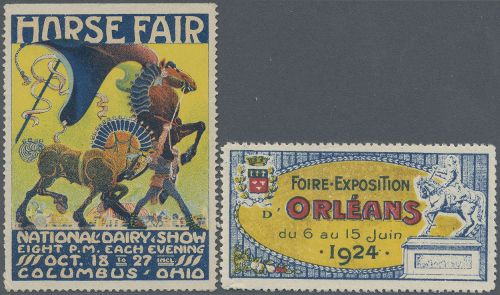 HORSE FAIR
NATIONAL DAIRY SHOW
EIGHT P.M. EACH EVENING
OCT. 18 TO 27 INCL.
COLUMBUS · OHIO
FOIRE-EXPOSITION
D'ORLÉANS
du 6 au 15 Juin
· 1924 ·